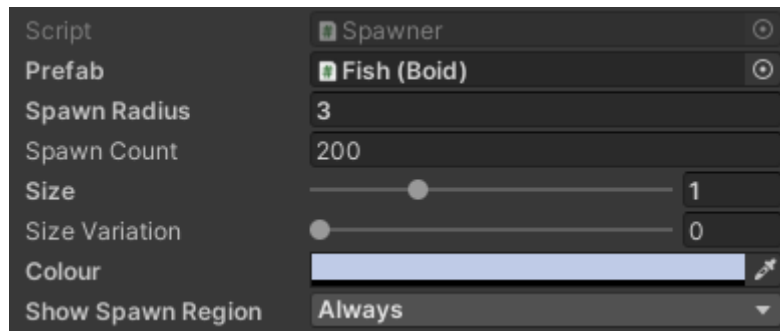 Script Spawner
Prefab Fish (Boid)
Spawn Radius 3
Spawn Count 200
Size 1
Size Variation 0
Colour
Show Spawn Region Always